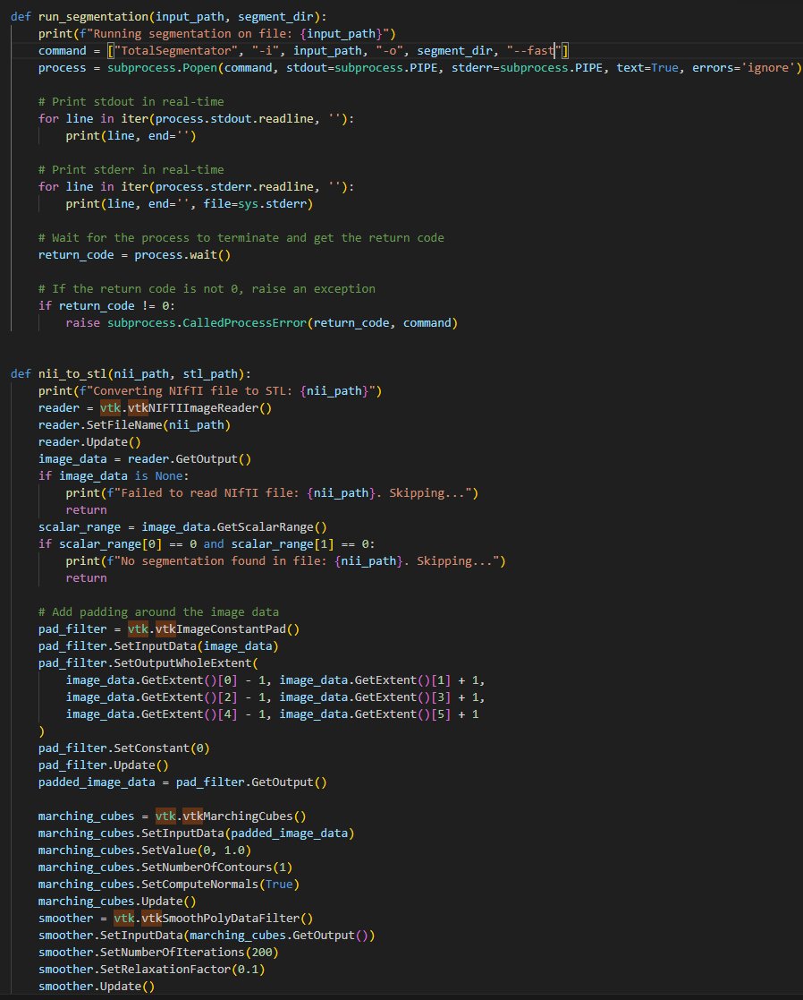 def run_segmentation(input_path, segment_dir):
    print(f"Running segmentation on file: {input_path}")
    command = ["TotalSegmentator", "-i", input_path, "-o", segment_dir, "--fast"]
    process = subprocess.Popen(command, stdout=subprocess.PIPE, stderr=subprocess.PIPE, text=True, errors='ignore')

    # Print stdout in real-time
    for line in iter(process.stdout.readline, ''):
        print(line, end='')

    # Print stderr in real-time
    for line in iter(process.stderr.readline, ''):
        print(line, end='', file=sys.stderr)

    # Wait for the process to terminate and get the return code
    return_code = process.wait()

    # If the return code is not 0, raise an exception
    if return_code != 0:
        raise subprocess.CalledProcessError(return_code, command)


def nii_to_stl(nii_path, stl_path):
    print(f"Converting NIfTI file to STL: {nii_path}")
    reader = vtk.vtkNIFTIImageReader()
    reader.SetFileName(nii_path)
    reader.Update()
    image_data = reader.GetOutput()
    if image_data is None:
        print(f"Failed to read NIfTI file: {nii_path}. Skipping...")
        return
    scalar_range = image_data.GetScalarRange()
    if scalar_range[0] == 0 and scalar_range[1] == 0:
        print(f"No segmentation found in file: {nii_path}. Skipping...")
        return

    # Add padding around the image data
    pad_filter = vtk.vtkImageConstantPad()
    pad_filter.SetInputData(image_data)
    pad_filter.SetOutputWholeExtent(
        image_data.GetExtent()[0] - 1, image_data.GetExtent()[1] + 1,
        image_data.GetExtent()[2] - 1, image_data.GetExtent()[3] + 1,
        image_data.GetExtent()[4] - 1, image_data.GetExtent()[5] + 1
    )
    pad_filter.SetConstant(0)
    pad_filter.Update()
    padded_image_data = pad_filter.GetOutput()

    marching_cubes = vtk.vtkMarchingCubes()
    marching_cubes.SetInputData(padded_image_data)
    marching_cubes.SetValue(0, 1.0)
    marching_cubes.SetNumberOfContours(1)
    marching_cubes.SetComputeNormals(True)
    marching_cubes.Update()
    smoother = vtk.vtkSmoothPolyDataFilter()
    smoother.SetInputData(marching_cubes.GetOutput())
    smoother.SetNumberOfIterations(200)
    smoother.SetRelaxationFactor(0.1)
    smoother.Update()